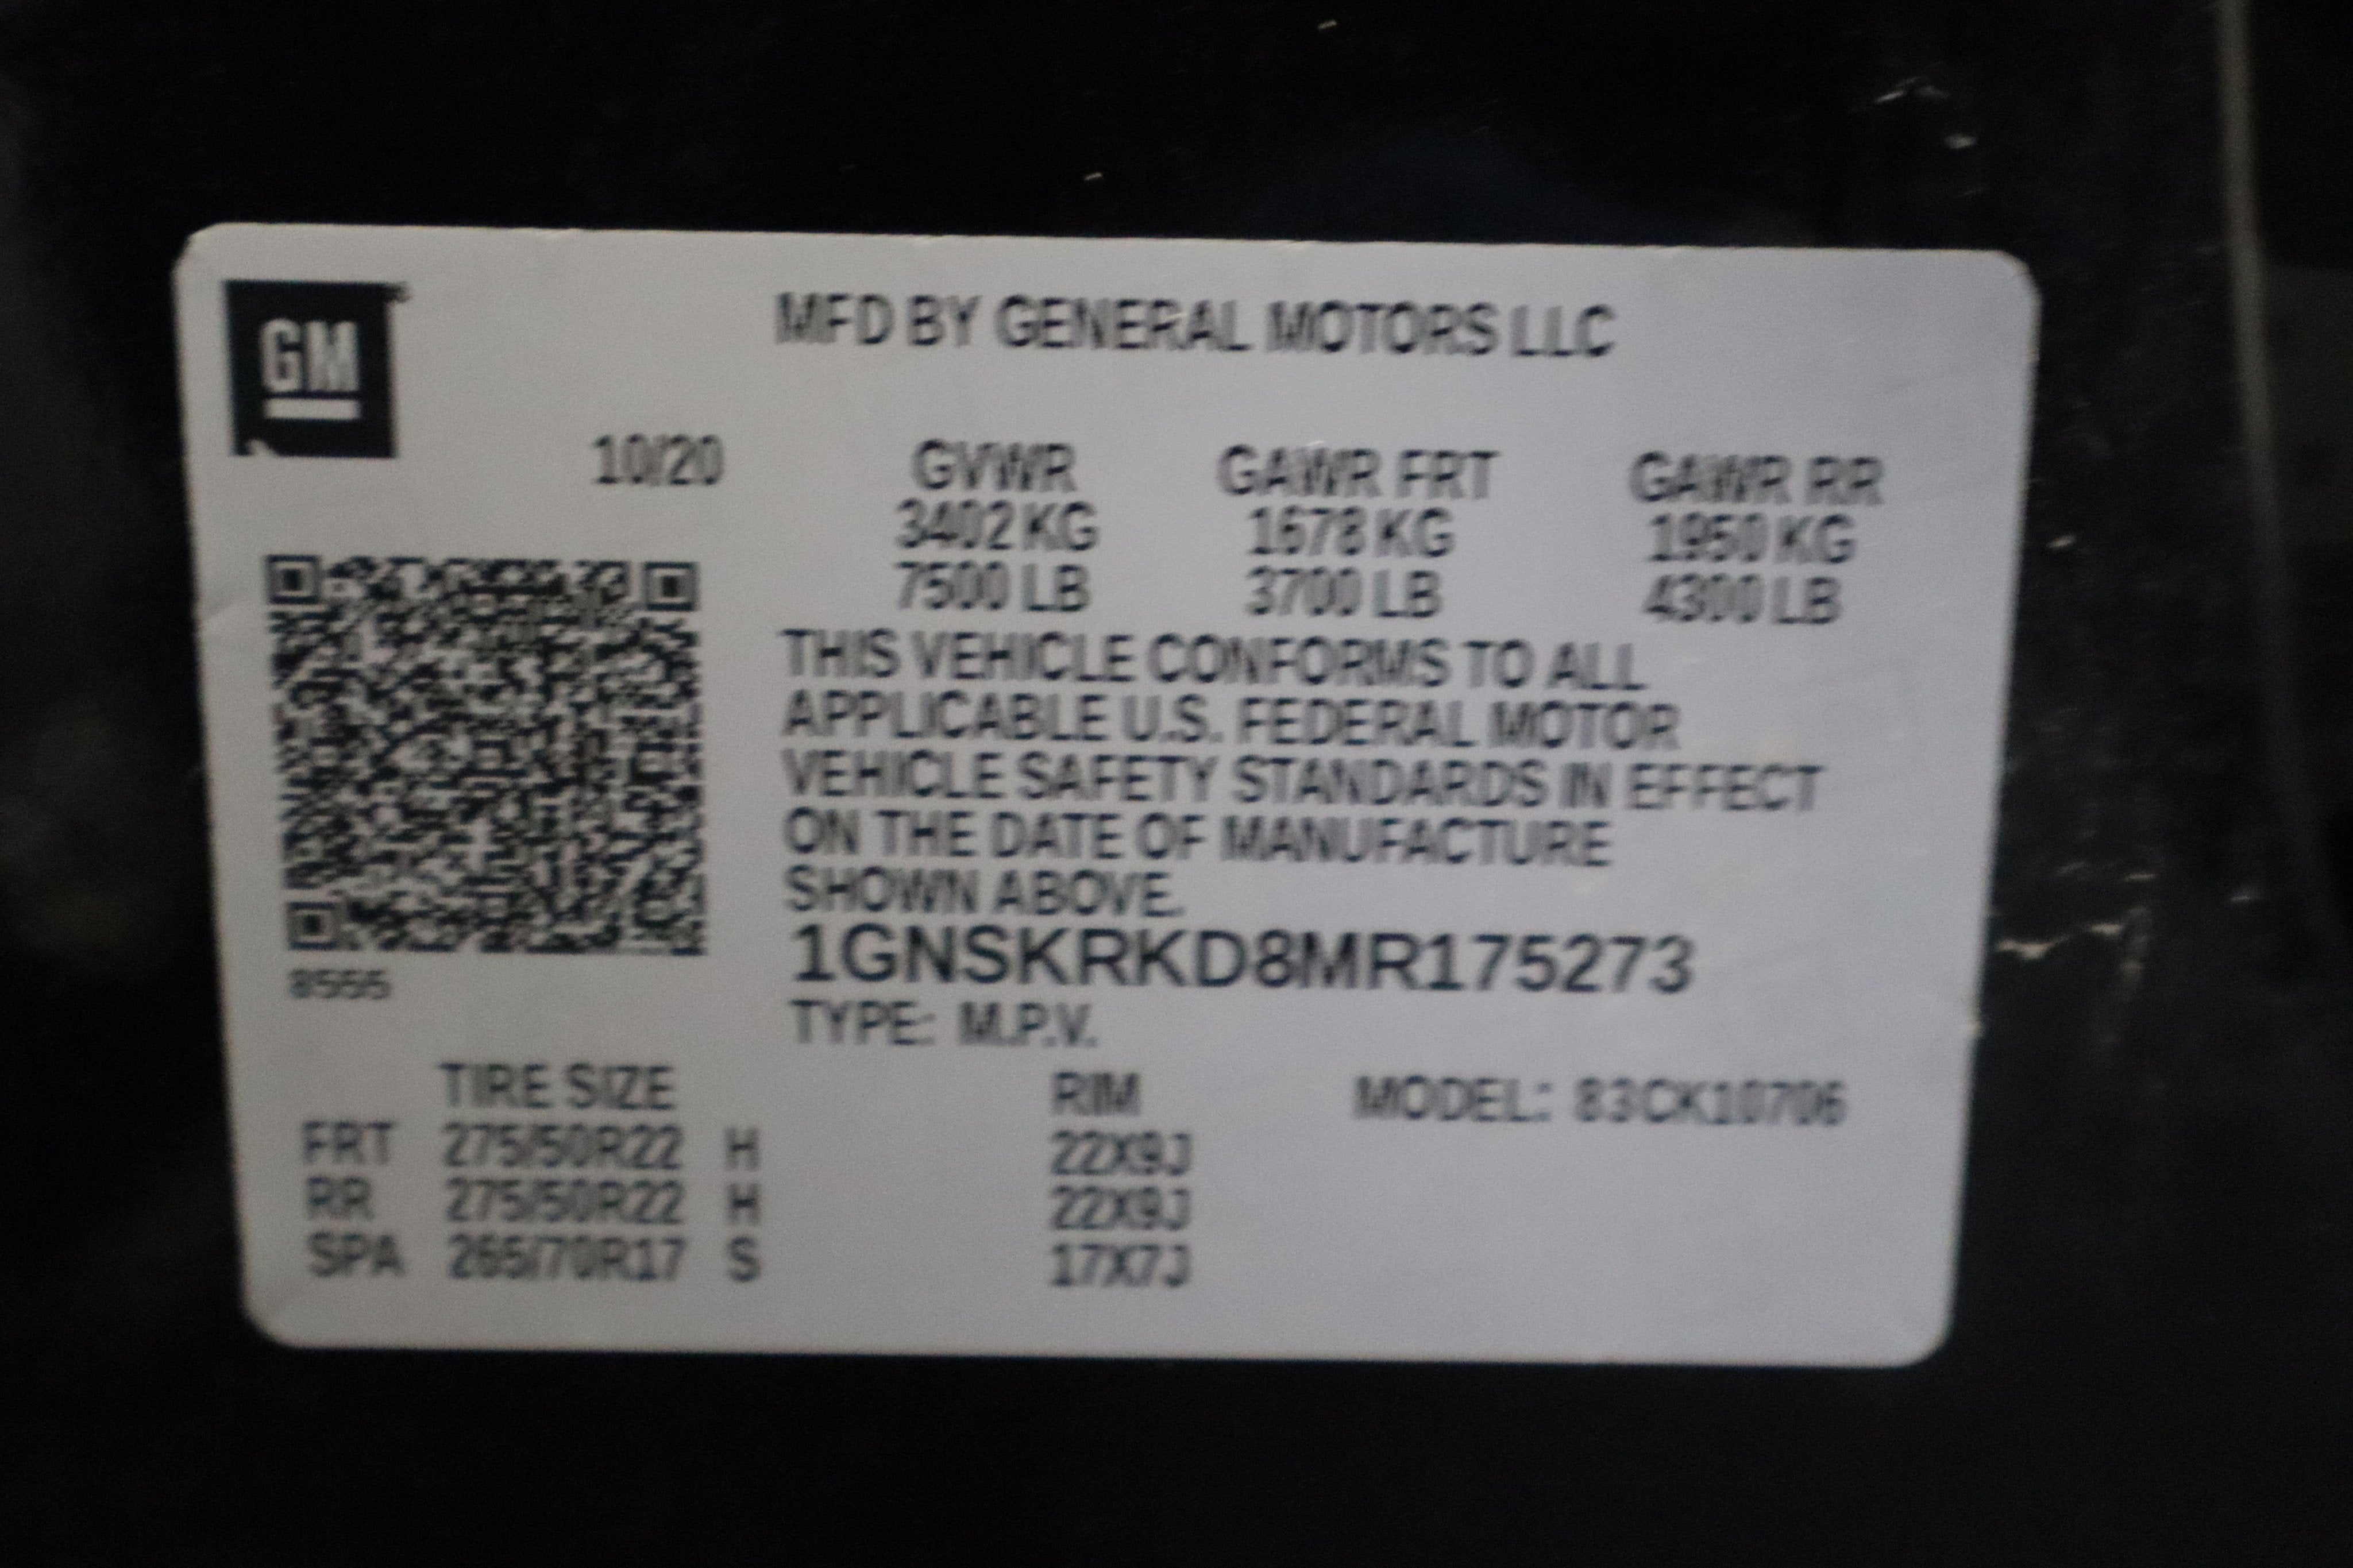 GM
MFD BY GENERAL MOTORS LLC
10/20 GVWR GAWR FRT GAWR RR
3402 KG 1678 KG 1950 KG
7500 LB 3700 LB 4300 LB
THIS VEHICLE CONFORMS TO ALL
APPLICABLE U.S. FEDERAL MOTOR
VEHICLE SAFETY STANDARDS IN EFFECT
ON THE DATE OF MANUFACTURE
SHOWN ABOVE.
1GNSKRKD8MR175273
TYPE: M.P.V.
TIRE SIZE RIM MODEL: 83CK10706
FRT 275/50R22 H 22X9J
RR 275/50R22 H 22X9J
SPA 265/70R17 S 17X7J